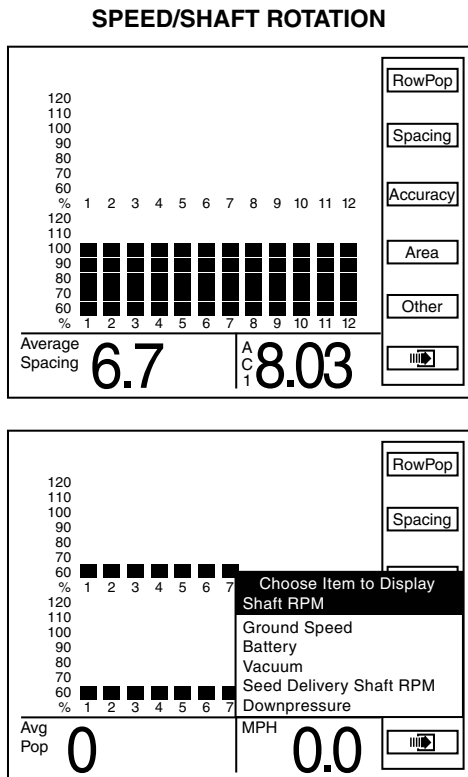 SPEED/SHAFT ROTATION
RowPop
120
110
100
Spacing
90
80
70
60
Accuracy
% 1 2 3 4 5 6 7 8 9 10 11 12
120
110
100
Area
90
80
70
60
Other
% 1 2 3 4 5 6 7 8 9 10 11 12
Average
Spacing
6.7
A
C
1
8.03
RowPop
120
110
100
Spacing
90
80
70
60
% 1 2 3 4 5 6 7
Choose Item to Display
Shaft RPM
120
110
100
90
80
70
60
% 1 2 3 4 5 6 7
Ground Speed
Battery
Vacuum
Seed Delivery Shaft RPM
Downpressure
Avg
Pop
0
MPH
0.0